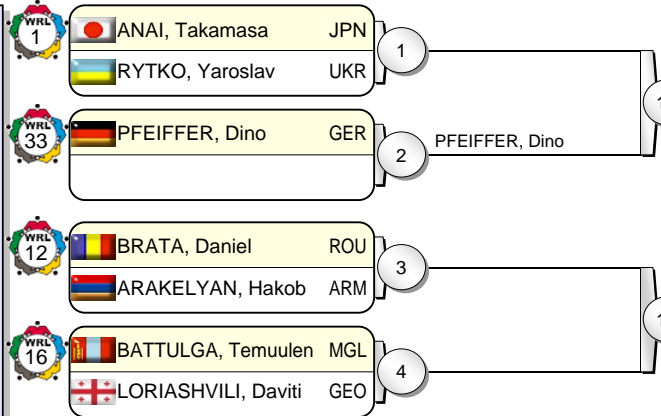 WRL 1 ANAI, Takamasa JPN
1
RYTKO, Yaroslav UKR
WRL 33 PFEIFFER, Dino GER
2 PFEIFFER, Dino
WRL 12 BRATA, Daniel ROU
3
ARAKELYAN, Hakob ARM
WRL 16 BATTULGA, Temuulen MGL
4
LORIASHVILI, Daviti GEO